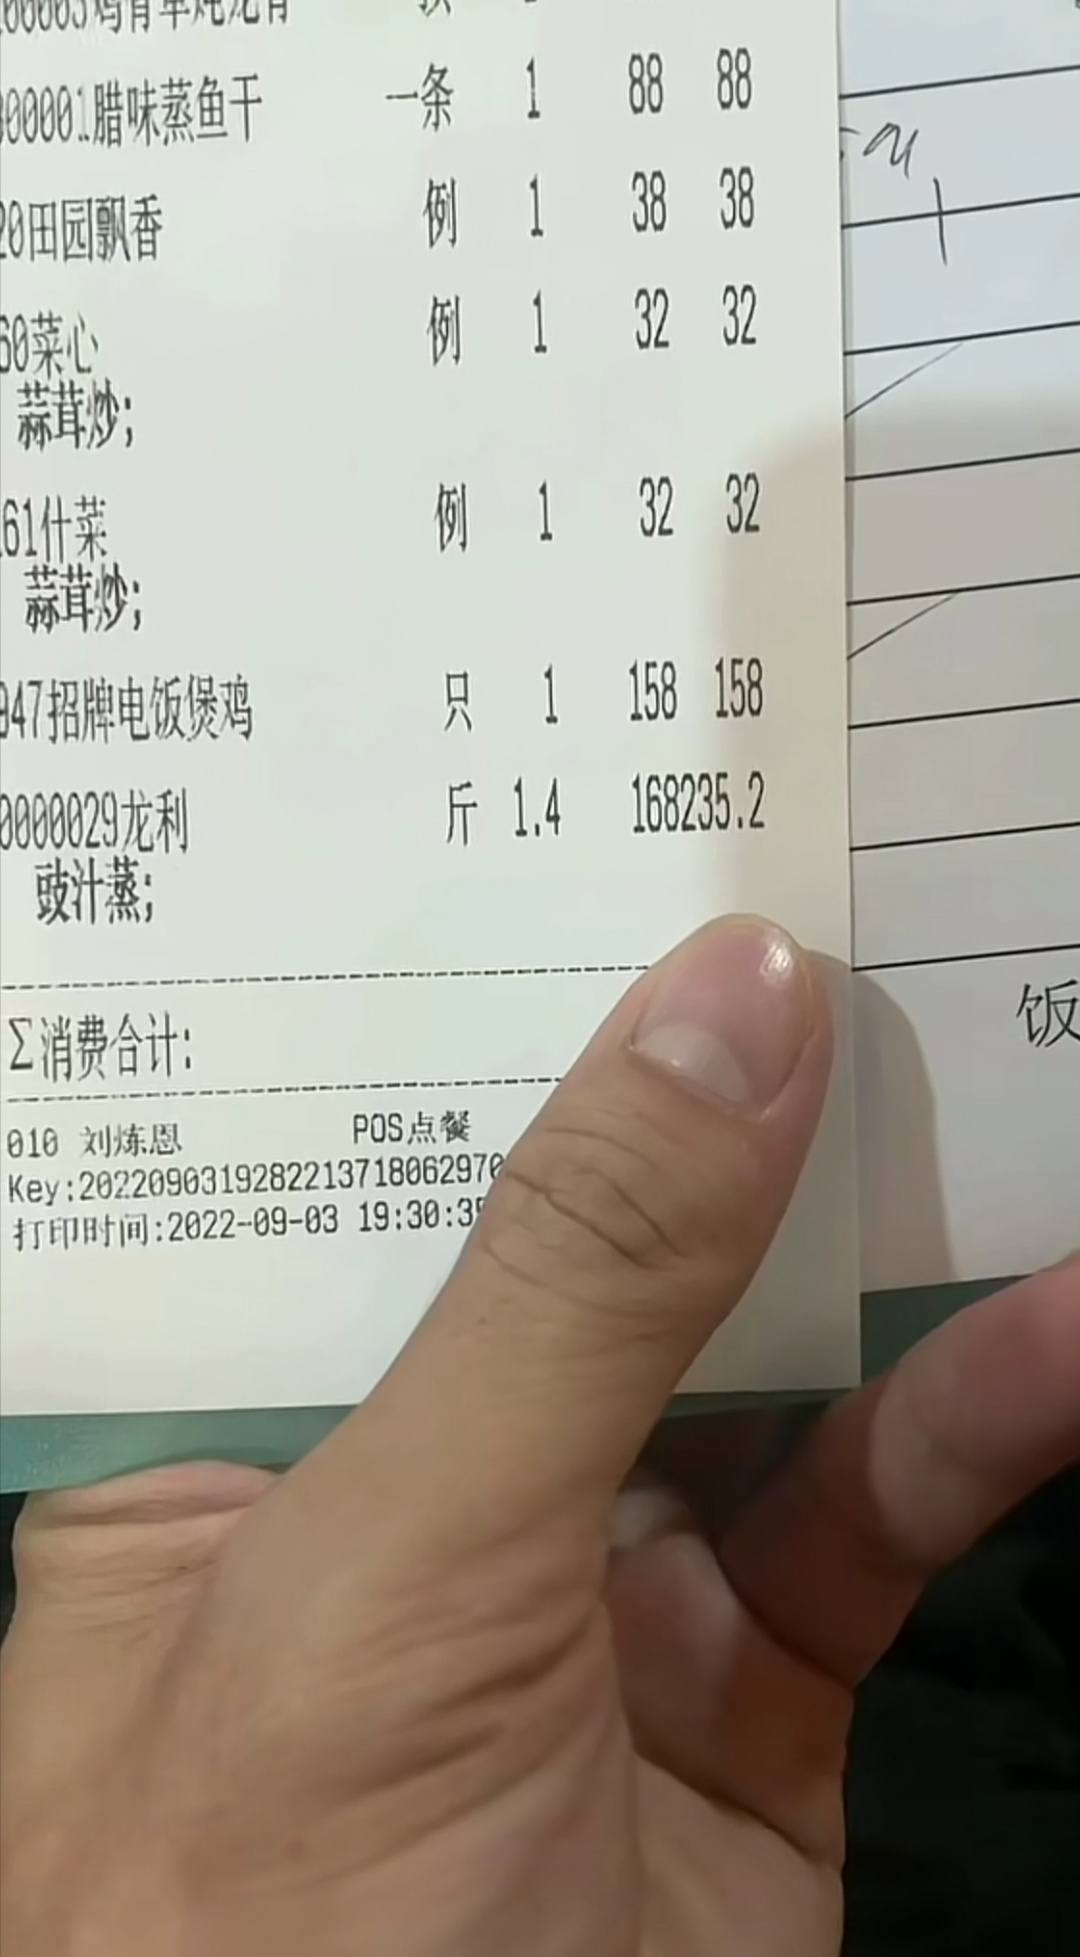 000001腊味蒸鱼干 一条 1 88 88
20田园飘香 例 1 38 38
60菜心 例 1 32 32
蒜茸炒;
161什菜 例 1 32 32
蒜茸炒;
947招牌电饭煲鸡 只 1 158 158
0000029龙利 斤 1.4 168235.2
豉汁蒸;
Σ消费合计:
010 刘炼恩 POS点餐
Key:2022090319282213718062970
打印时间:2022-09-03 19:30:3
饭